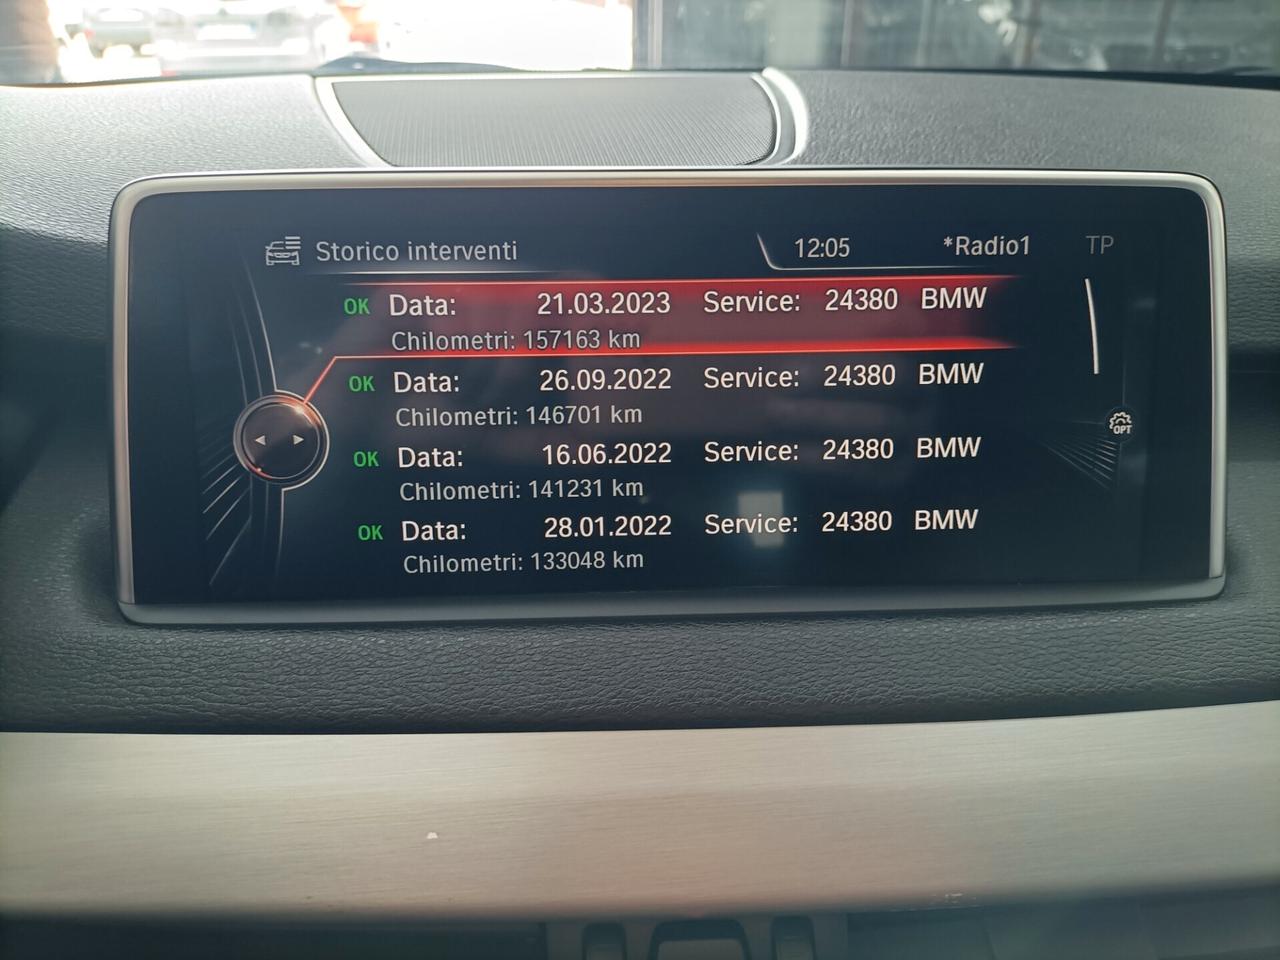 Storico interventi 12:05 *Radio1 TP
OK Data: 21.03.2023 Service: 24380 BMW
Chilometri: 157163 km
OK Data: 26.09.2022 Service: 24380 BMW
Chilometri: 146701 km
OPT
OK Data: 16.06.2022 Service: 24380 BMW
Chilometri: 141231 km
OK Data: 28.01.2022 Service: 24380 BMW
Chilometri: 133048 km